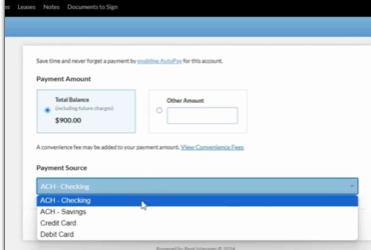 Leases Notes Documents to Sign
Save time and never forget a payment by enabling AutoPay for this account.
Payment Amount
Total Balance
(including future charges)
$900.00
Other Amount
A convenience fee may be added to your payment amount. View Convenience Fees
Payment Source
ACH - Checking
ACH - Checking
ACH - Savings
Credit Card
Debit Card
Powered by Rent Manager © 2024